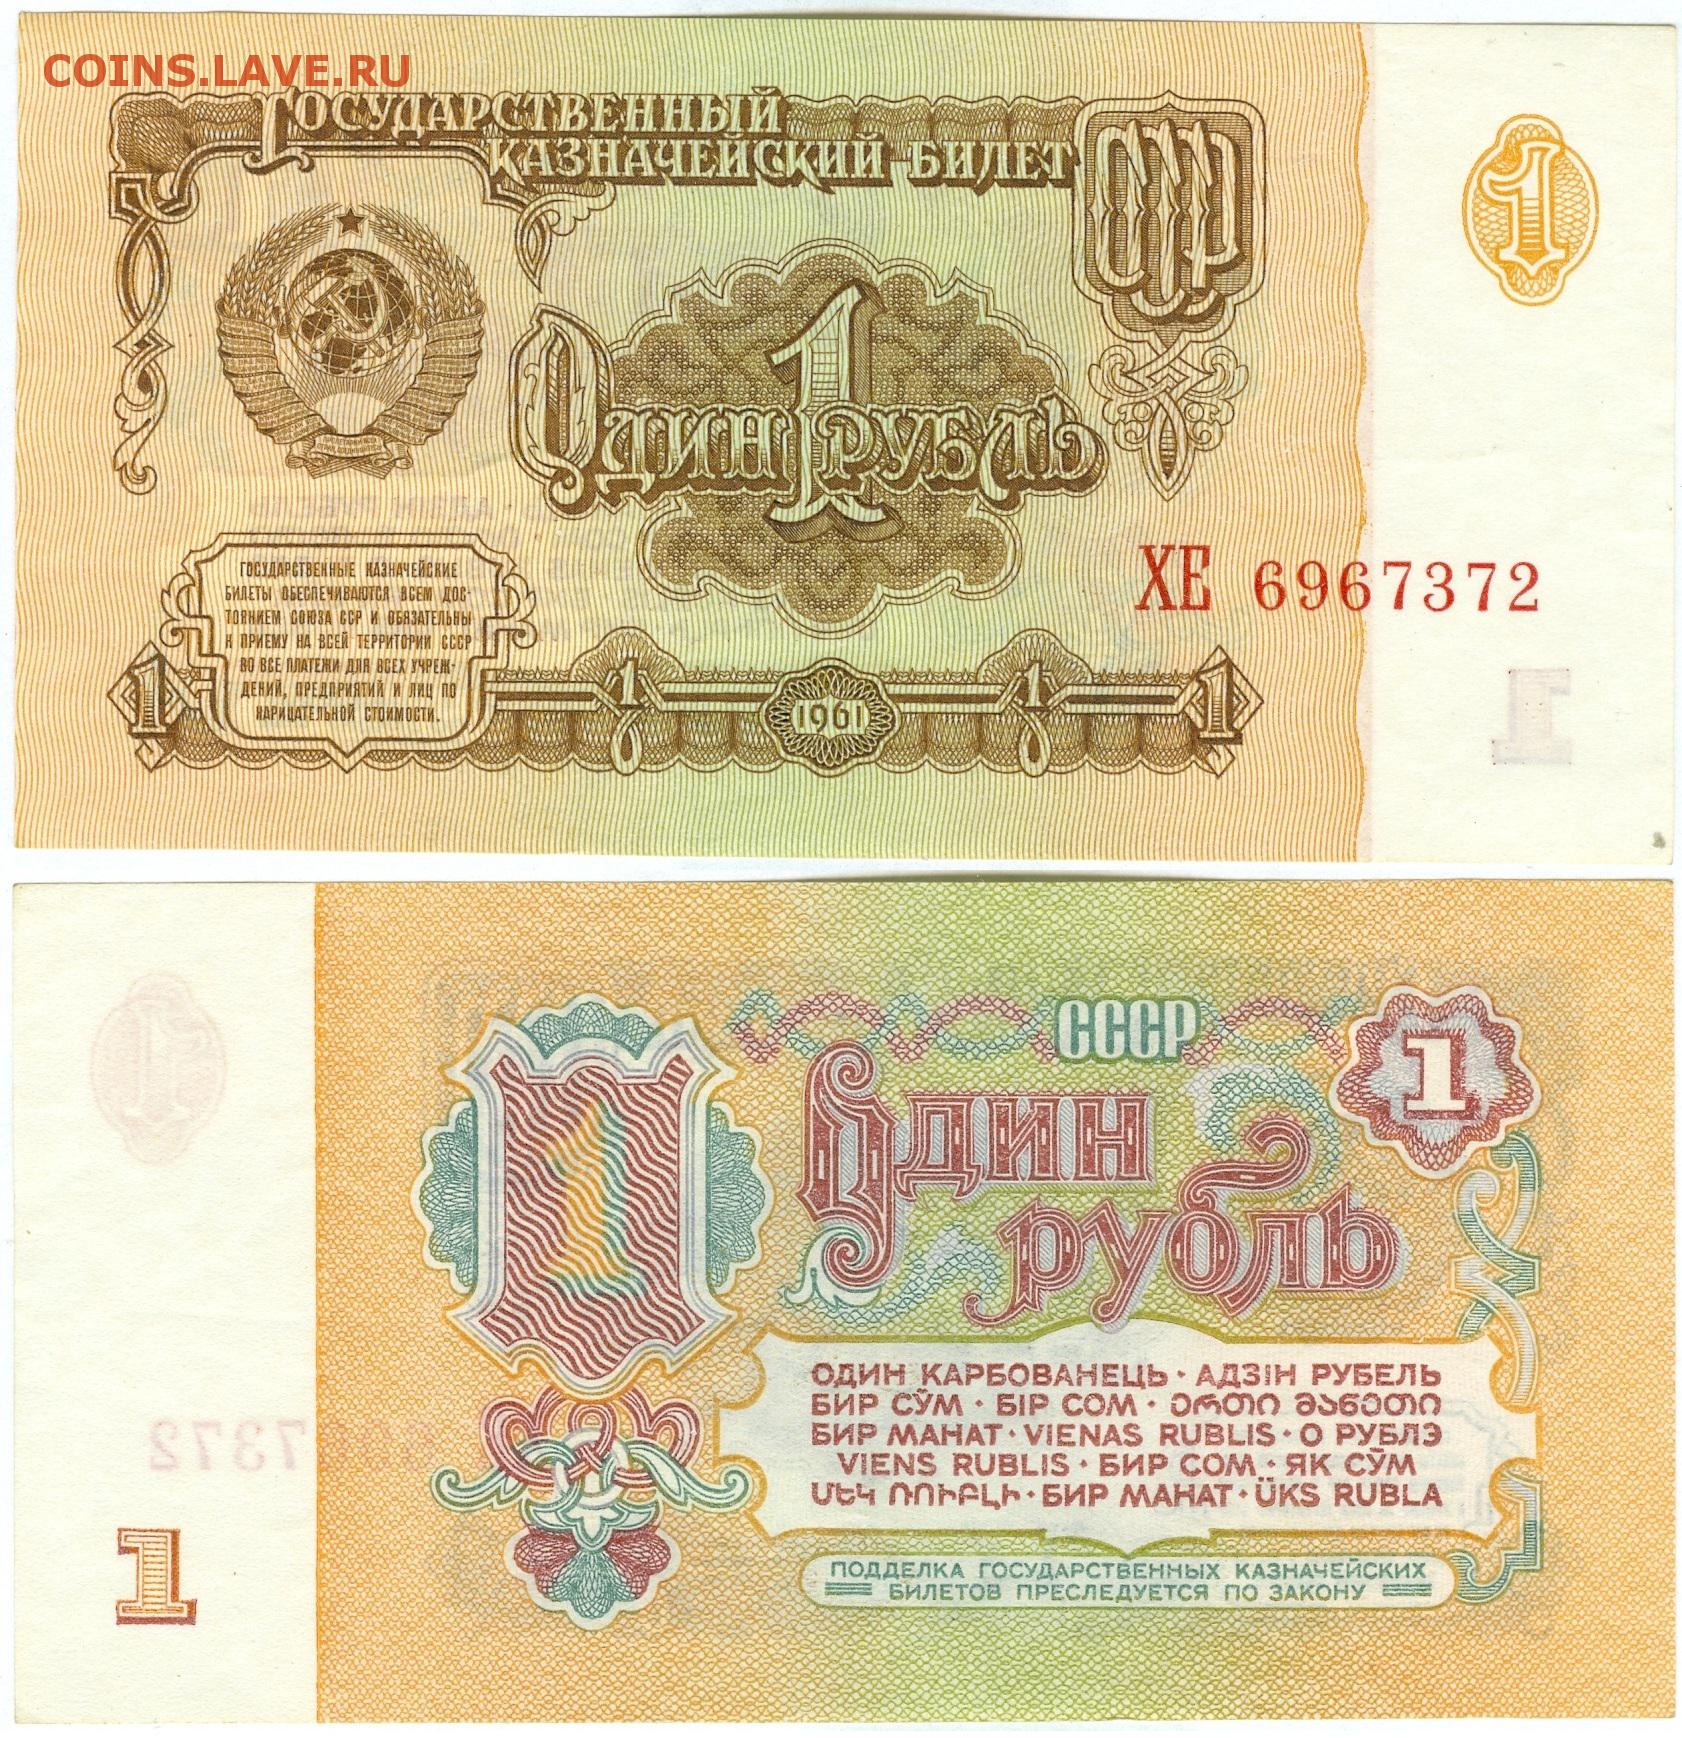 COINS.LAVE.RU
ГОСУДАРСТВЕННЫЙ
КАЗНАЧЕЙСКИЙ БИЛЕТ
1
1
ОДИН РУБЛЬ
ХЕ 6967372
ГОСУДАРСТВЕННЫЕ КАЗНАЧЕЙСКИЕ
БИЛЕТЫ ОБЕСПЕЧИВАЮТСЯ ВСЕМ ДОС-
ТОЯНИЕМ СОЮЗА ССР И ОБЯЗАТЕЛЬНЫ
К ПРИЕМУ НА ВСЕЙ ТЕРРИТОРИИ СССР
ВО ВСЕ ПЛАТЕЖИ ДЛЯ ВСЕХ УЧРЕЖ-
ДЕНИЙ, ПРЕДПРИЯТИЙ И ЛИЦ ПО
НАРИЦАТЕЛЬНОЙ СТОИМОСТИ.
1 1 1961 1 1
СССР
1
1
ОДИН
РУБЛЬ
ОДИН КАРБОВАНЕЦЬ · АДЗІН РУБЕЛЬ
БИР СЎМ · БІР СОМ · ᲔᲠᲗᲘ ᲛᲐᲜᲔᲗᲘ
БИР МАНАТ · VIENAS RUBLIS · О РУБЛЭ
VIENS RUBLIS · БИР СОМ · ЯК СЎМ
ՄԵԿ ՌՈՒԲԼԻ · БИР МАНАТ · ÜKS RUBLA
ПОДДЕЛКА ГОСУДАРСТВЕННЫХ КАЗНАЧЕЙСКИХ
БИЛЕТОВ ПРЕСЛЕДУЕТСЯ ПО ЗАКОНУ
1